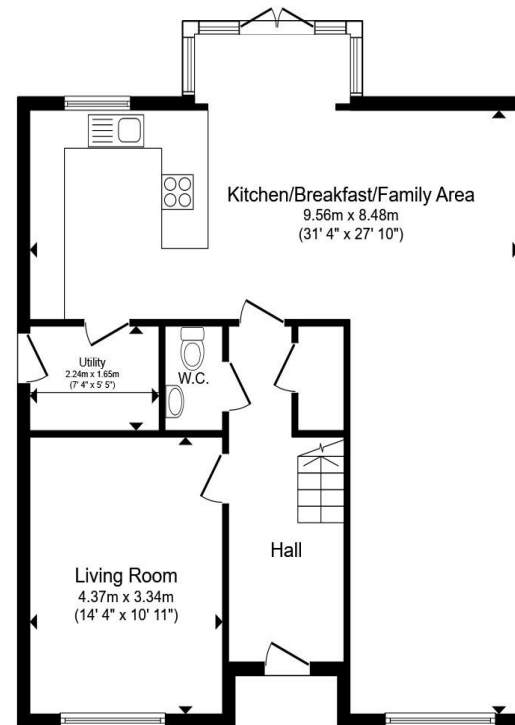 Kitchen/Breakfast/Family Area
9.56m x 8.48m
(31' 4" x 27' 10")
Utility
2.24m x 1.65m
(7' 4" x 5' 5")
W.C.
Hall
Living Room
4.37m x 3.34m
(14' 4" x 10' 11")